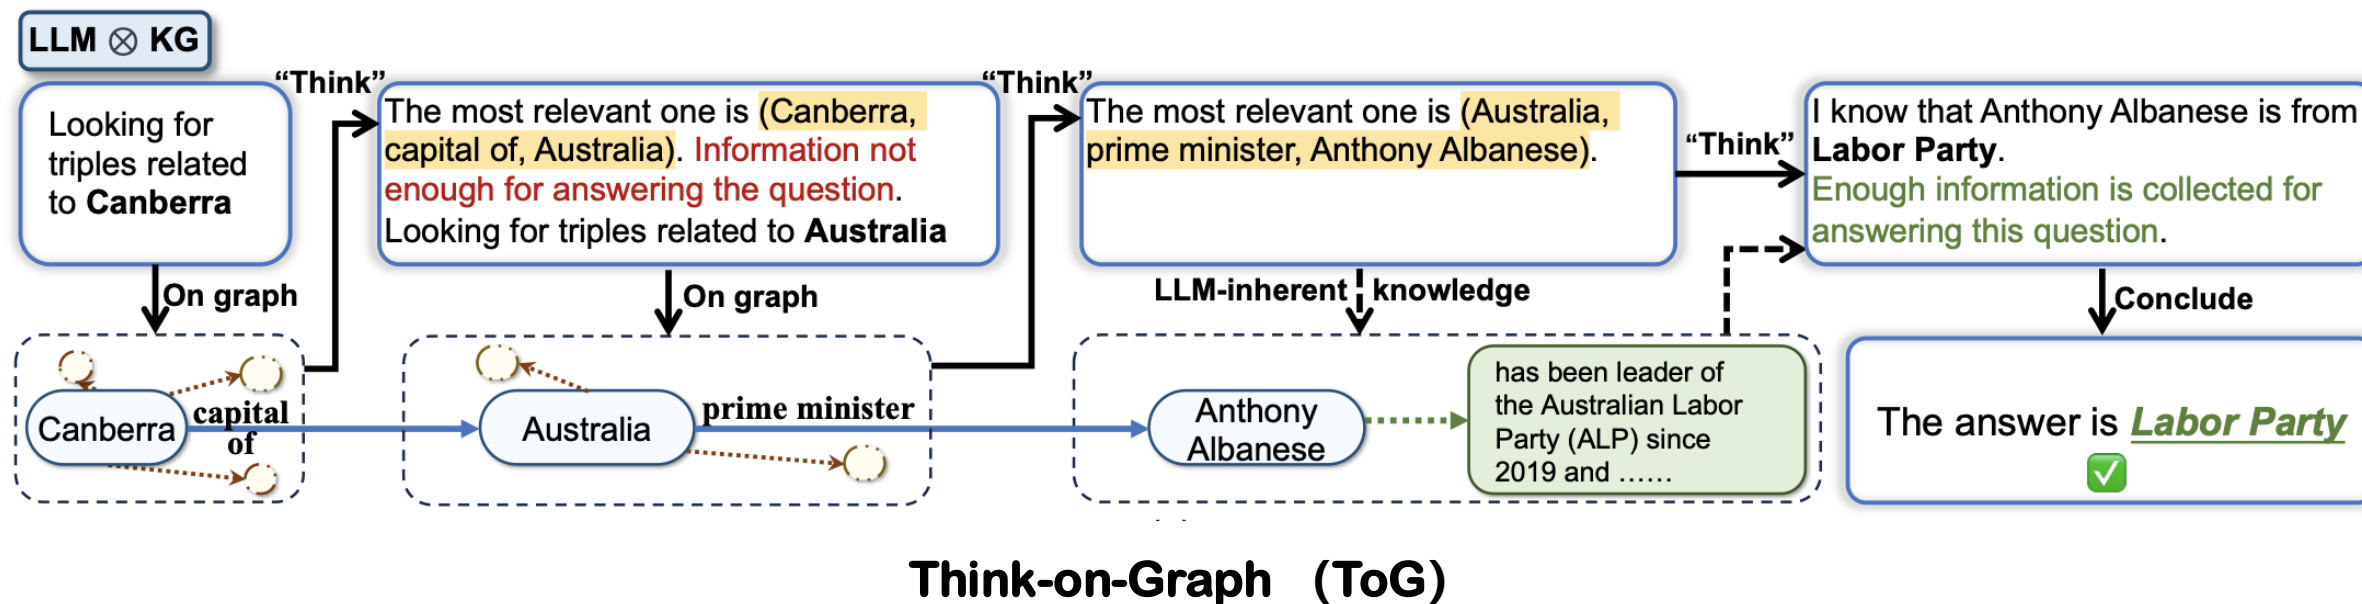 LLM ⊗ KG
Looking for
triples related
to Canberra
“Think”
The most relevant one is (Canberra,
capital of, Australia). Information not
enough for answering the question.
Looking for triples related to Australia
“Think”
The most relevant one is (Australia,
prime minister, Anthony Albanese).
“Think”
I know that Anthony Albanese is from
Labor Party.
Enough information is collected for
answering this question.
On graph
On graph
LLM-inherent knowledge
Conclude
Canberra
capital
of
Australia
prime minister
Anthony
Albanese
has been leader of
the Australian Labor
Party (ALP) since
2019 and ……
The answer is Labor Party
Think-on-Graph (ToG)